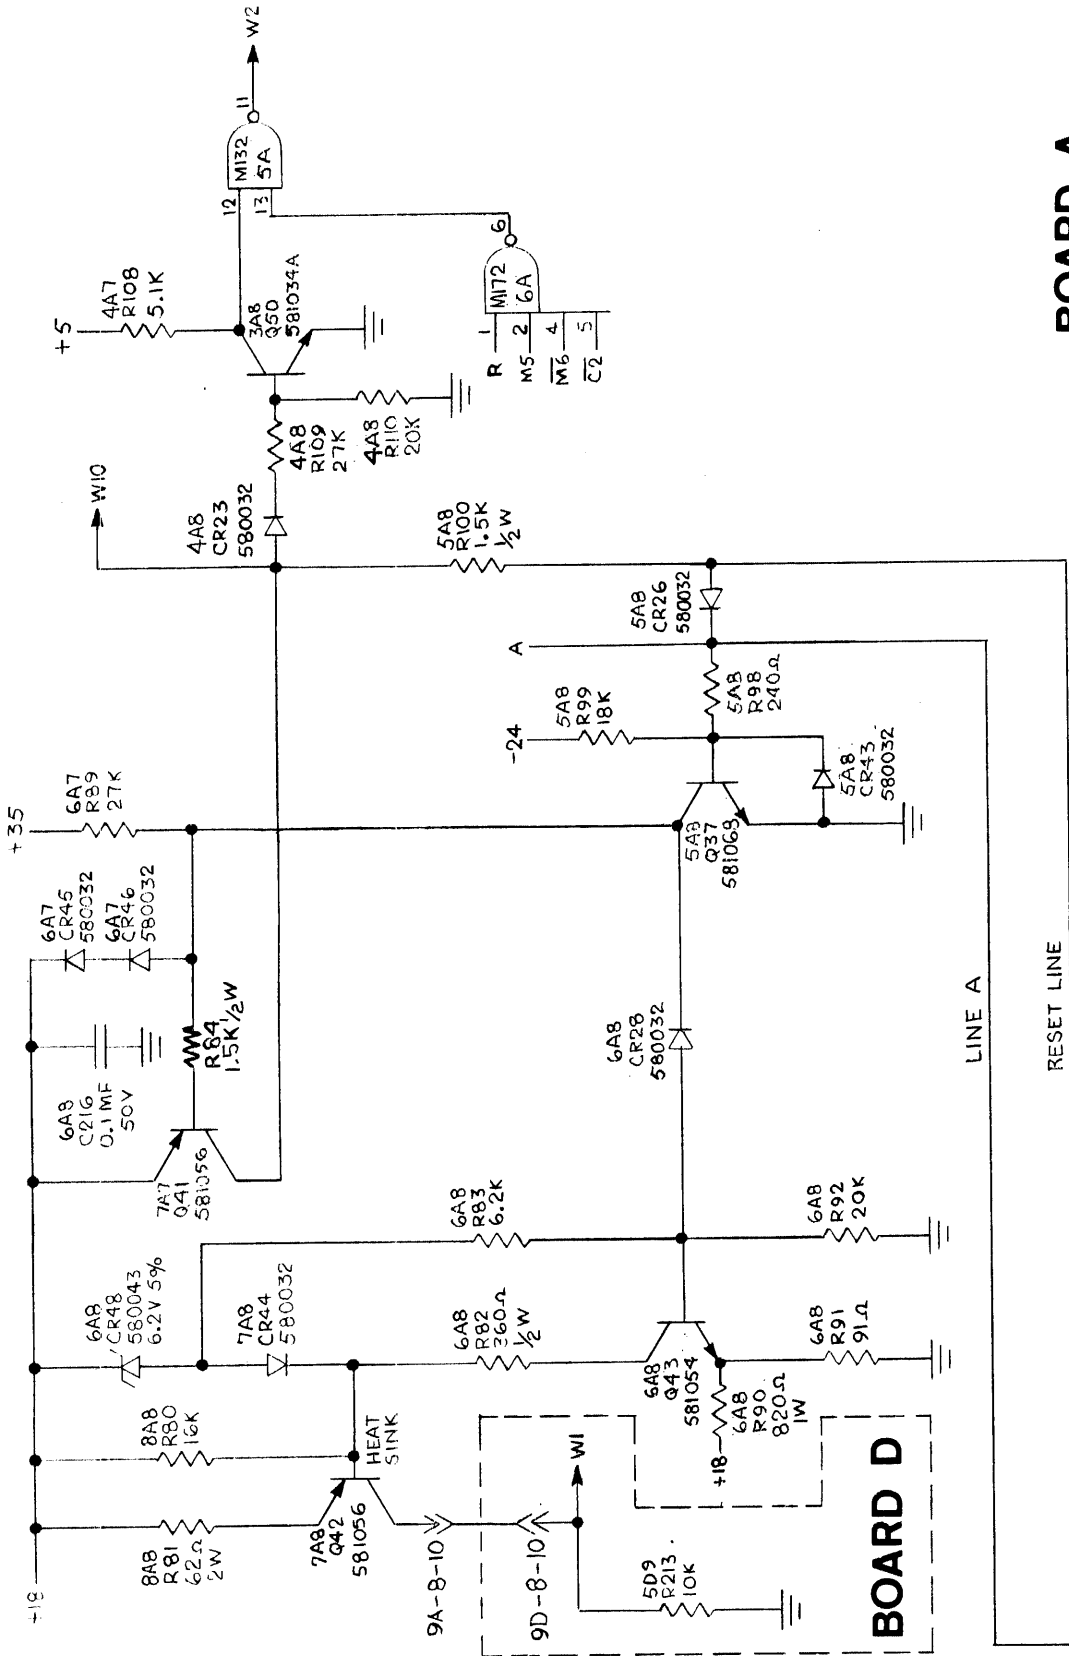 +18
8A8
R81
62Ω
2W
8A8
R80
16K
6A8
CR48
580043
6.2V 5%
7A8
CR44
580032
7A8
Q42
581056
HEAT
SINK
9A-8-10
9D-8-10
W1
5D9
R213
10K
BOARD D
6A8
R82
360Ω
1/2W
6A8
R83
6.2K
6A8
Q43
581054
+18
6A8
R90
820Ω
1W
6A8
R91
91Ω
6A8
R92
20K
7A7
Q41
581056
6A8
C216
0.1MF
50V
R84
1.5K 1/2W
6A7
CR45
580032
6A7
CR46
580032
+35
6A7
R89
27K
6A8
CR28
580032
5A8
Q37
581068
-24
5A8
R99
18K
5A8
CR43
580032
5A8
R98
240Ω
A
5A8
CR26
580032
5A8
R100
1.5K
1/2W
LINE A
RESET LINE
W10
4A8
CR23
580032
4A8
R109
27K
4A8
R110
20K
+5
4A7
R108
5.1K
3A8
Q50
581034A
12
13
M132
5A
11
W2
R 1
M5 2
M̅6̅ 4
C̅2̅ 5
M172
6A
6
BOARD A